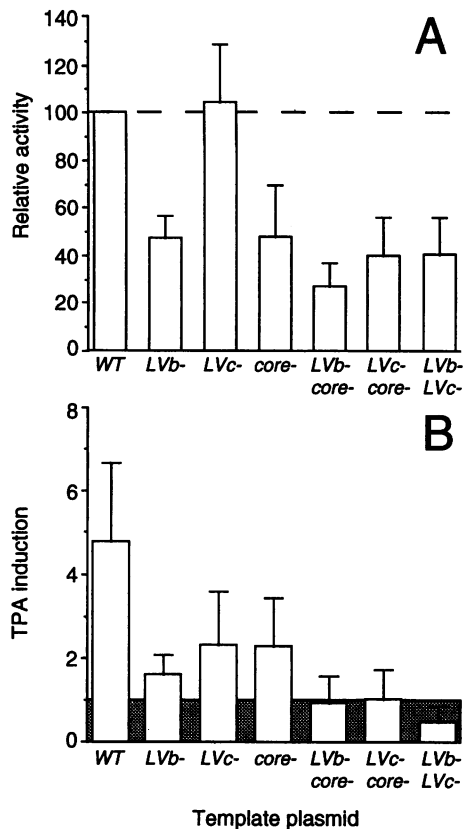 A
140
120
100
80
60
40
20
0
Relative activity
WT LVb- LVc- core- LVb- LVc- LVb-
core- core- LVc-
B
8
6
4
2
0
TPA induction
WT LVb- LVc- core- LVb- LVc- LVb-
core- core- LVc-
Template plasmid